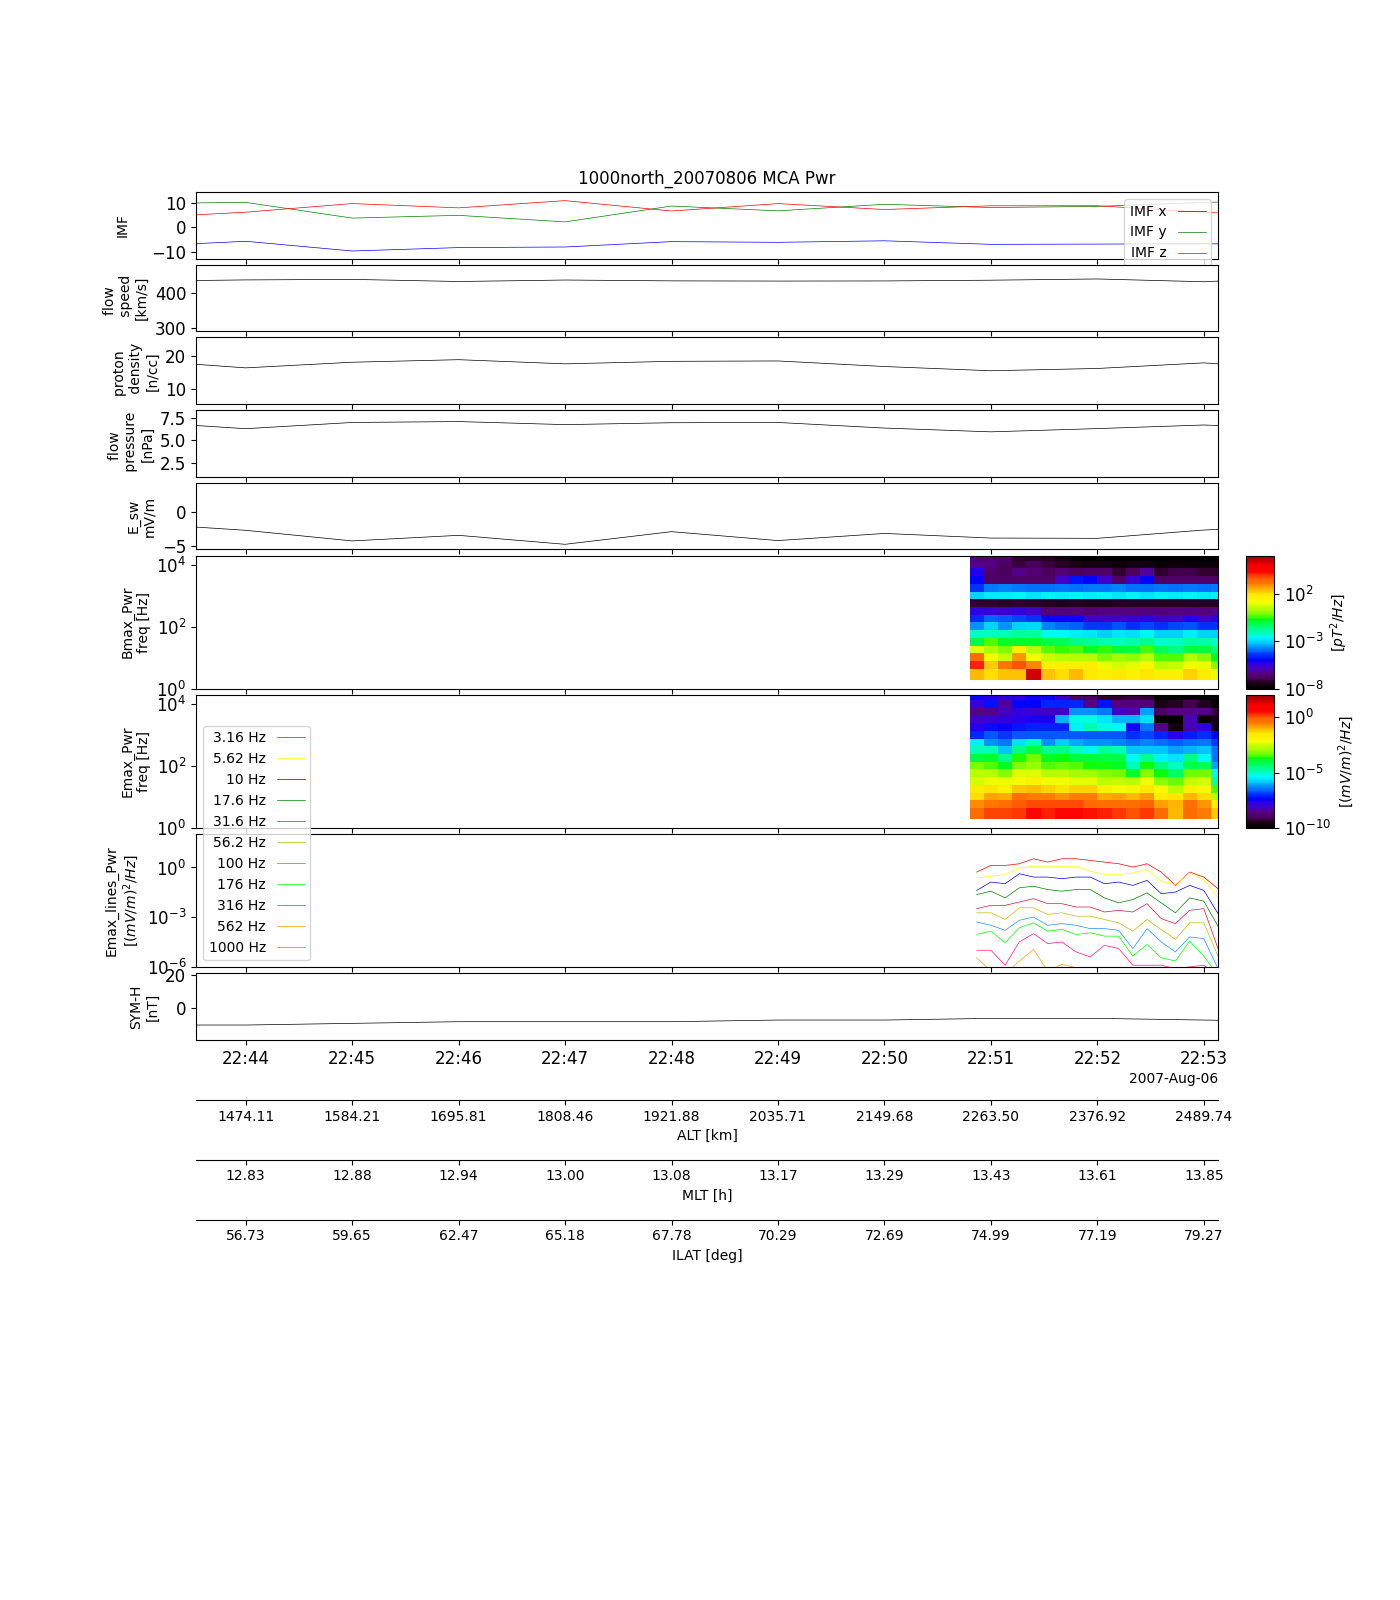 1000north_20070806 MCA Pwr
IMF
10
0
−10
IMF x
IMF y
IMF z
flow
speed
[km/s]
400
300
proton
density
[n/cc]
20
10
flow
pressure
[nPa]
7.5
5.0
2.5
E_sw
mV/m
0
−5
Bmax_Pwr
freq [Hz]
10^4
10^2
10^0
10^2
10^-3
10^-8
[pT^2/Hz]
Emax_Pwr
freq [Hz]
10^4
10^2
10^0
10^0
10^-5
10^-10
[(mV/m)^2/Hz]
3.16 Hz
5.62 Hz
10 Hz
17.6 Hz
31.6 Hz
56.2 Hz
100 Hz
176 Hz
316 Hz
562 Hz
1000 Hz
Emax_lines_Pwr
[(mV/m)^2/Hz]
10^0
10^-3
10^-6
SYM-H
[nT]
20
0
22:44 22:45 22:46 22:47 22:48 22:49 22:50 22:51 22:52 22:53
2007-Aug-06
1474.11 1584.21 1695.81 1808.46 1921.88 2035.71 2149.68 2263.50 2376.92 2489.74
ALT [km]
12.83 12.88 12.94 13.00 13.08 13.17 13.29 13.43 13.61 13.85
MLT [h]
56.73 59.65 62.47 65.18 67.78 70.29 72.69 74.99 77.19 79.27
ILAT [deg]